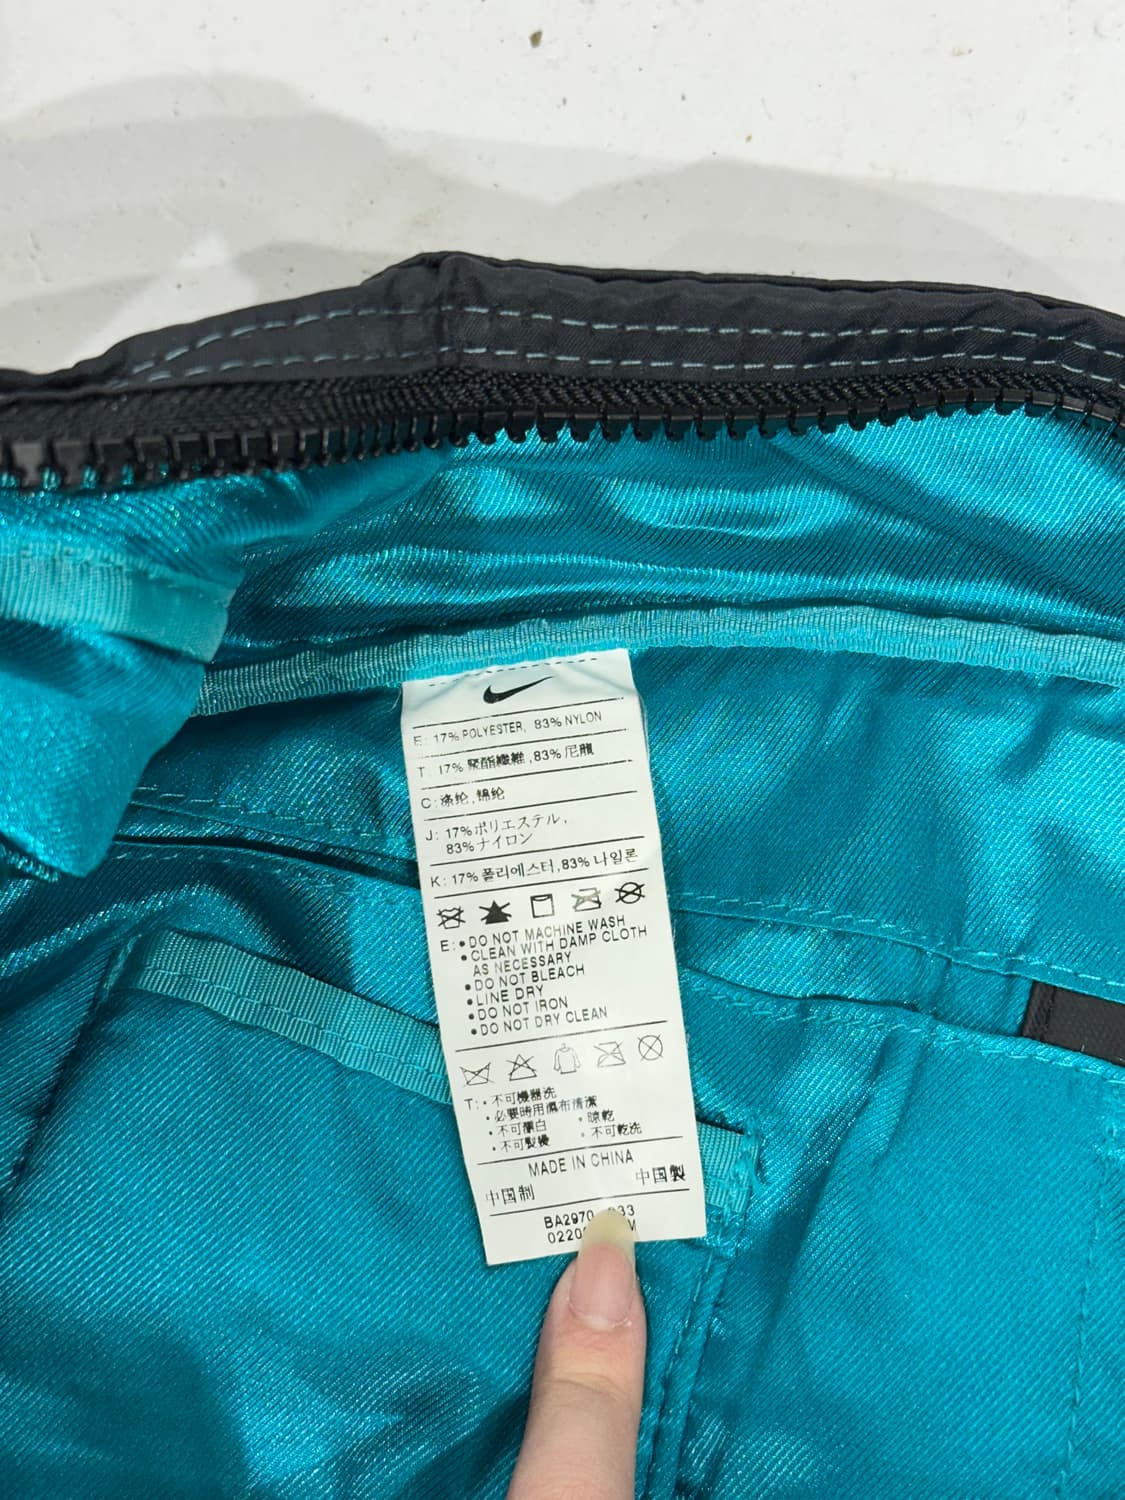 E: 17% POLYESTER, 83% NYLON
T: 17% 聚酯纖維, 83% 尼龍
C: 涤纶, 锦纶
J: 17% ポリエステル,
83% ナイロン
K: 17% 폴리에스터, 83% 나일론
E: • DO NOT MACHINE WASH
• CLEAN WITH DAMP CLOTH
AS NECESSARY
• DO NOT BLEACH
• LINE DRY
• DO NOT IRON
• DO NOT DRY CLEAN
T: • 不可機器洗
• 必要時用濕布清潔
• 不可漂白 • 晾乾
• 不可熨燙 • 不可乾洗
MADE IN CHINA
中国制 中国製
BA2970 33
0220 M